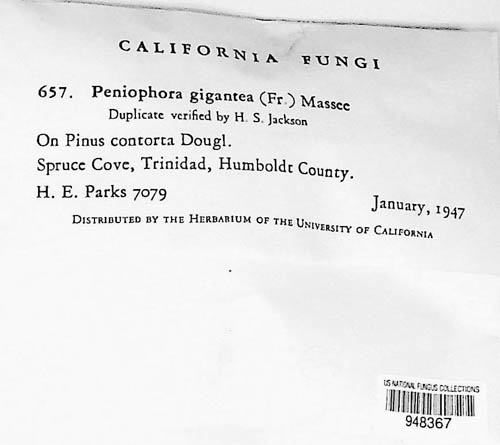 CALIFORNIA FUNGI
657. Peniophora gigantea (Fr.) Massee
Duplicate verified by H. S. Jackson
On Pinus contorta Dougl.
Spruce Cove, Trinidad, Humboldt County.
H. E. Parks 7079 January, 1947
DISTRIBUTED BY THE HERBARIUM OF THE UNIVERSITY OF CALIFORNIA
US NATIONAL FUNGUS COLLECTIONS
948367